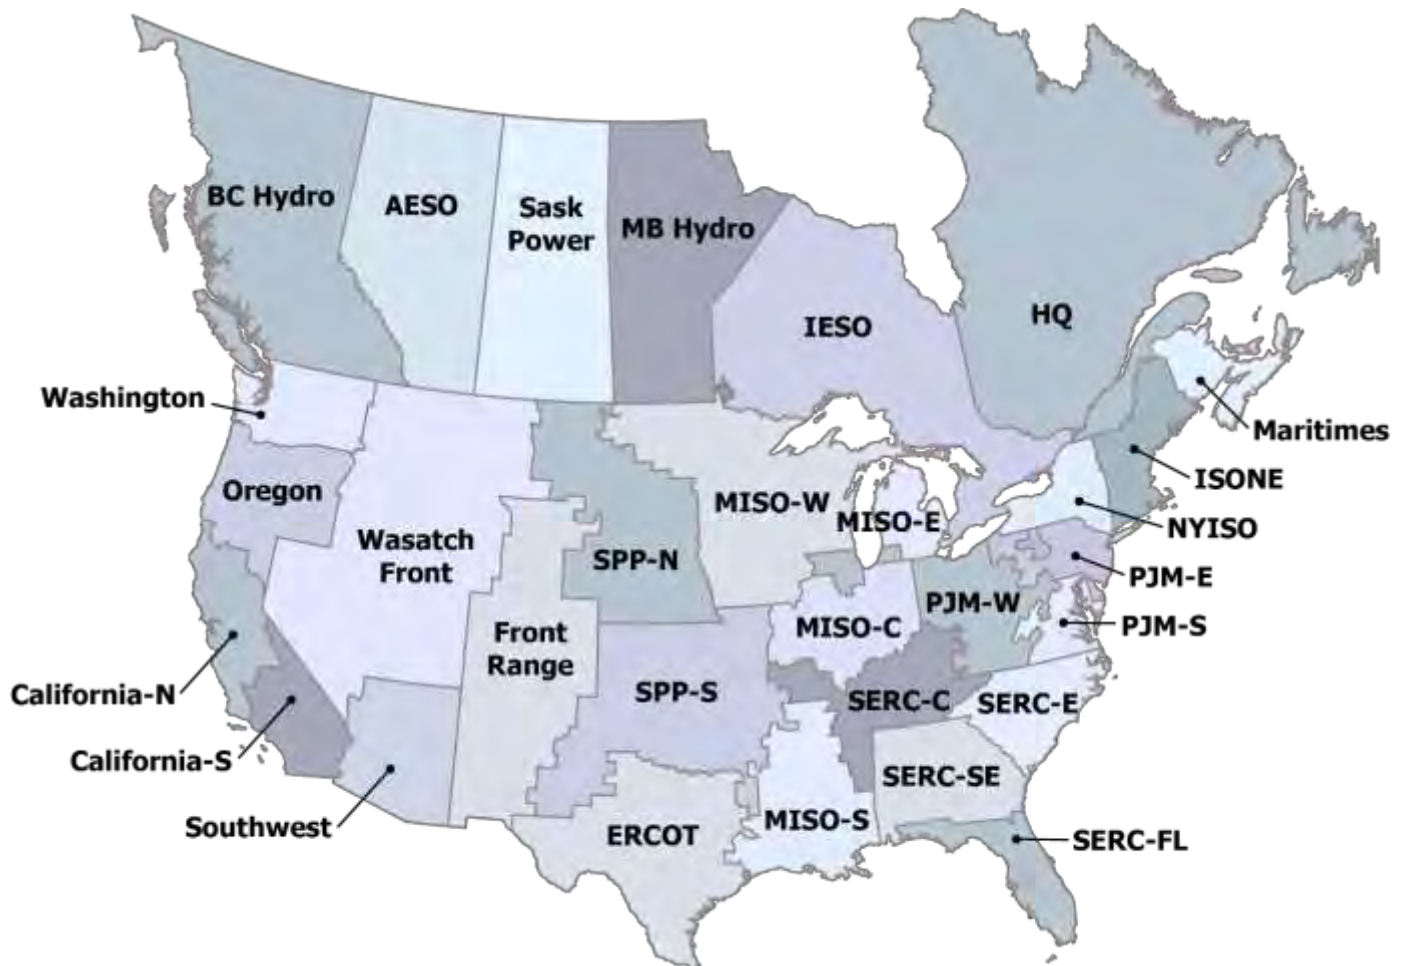 BC Hydro
AESO
Sask
Power
MB Hydro
IESO
HQ
Washington
Maritimes
ISONE
Oregon
MISO-W
MISO-E
NYISO
Wasatch
Front
SPP-N
PJM-E
PJM-W
PJM-S
Front
Range
MISO-C
California-N
SPP-S
SERC-C
SERC-E
California-S
SERC-SE
Southwest
ERCOT
MISO-S
SERC-FL